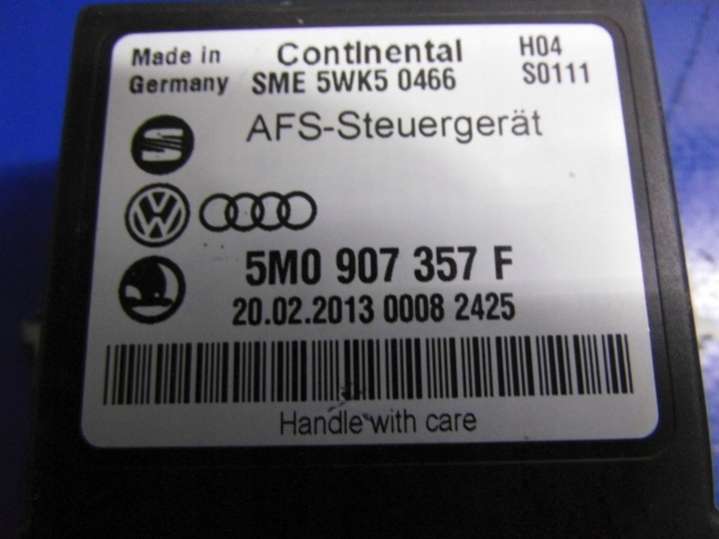 Made in Continental H04
Germany SME 5WK5 0466 S0111
AFS-Steuergerät
5M0 907 357 F
20.02.2013 0008 2425
Handle with care